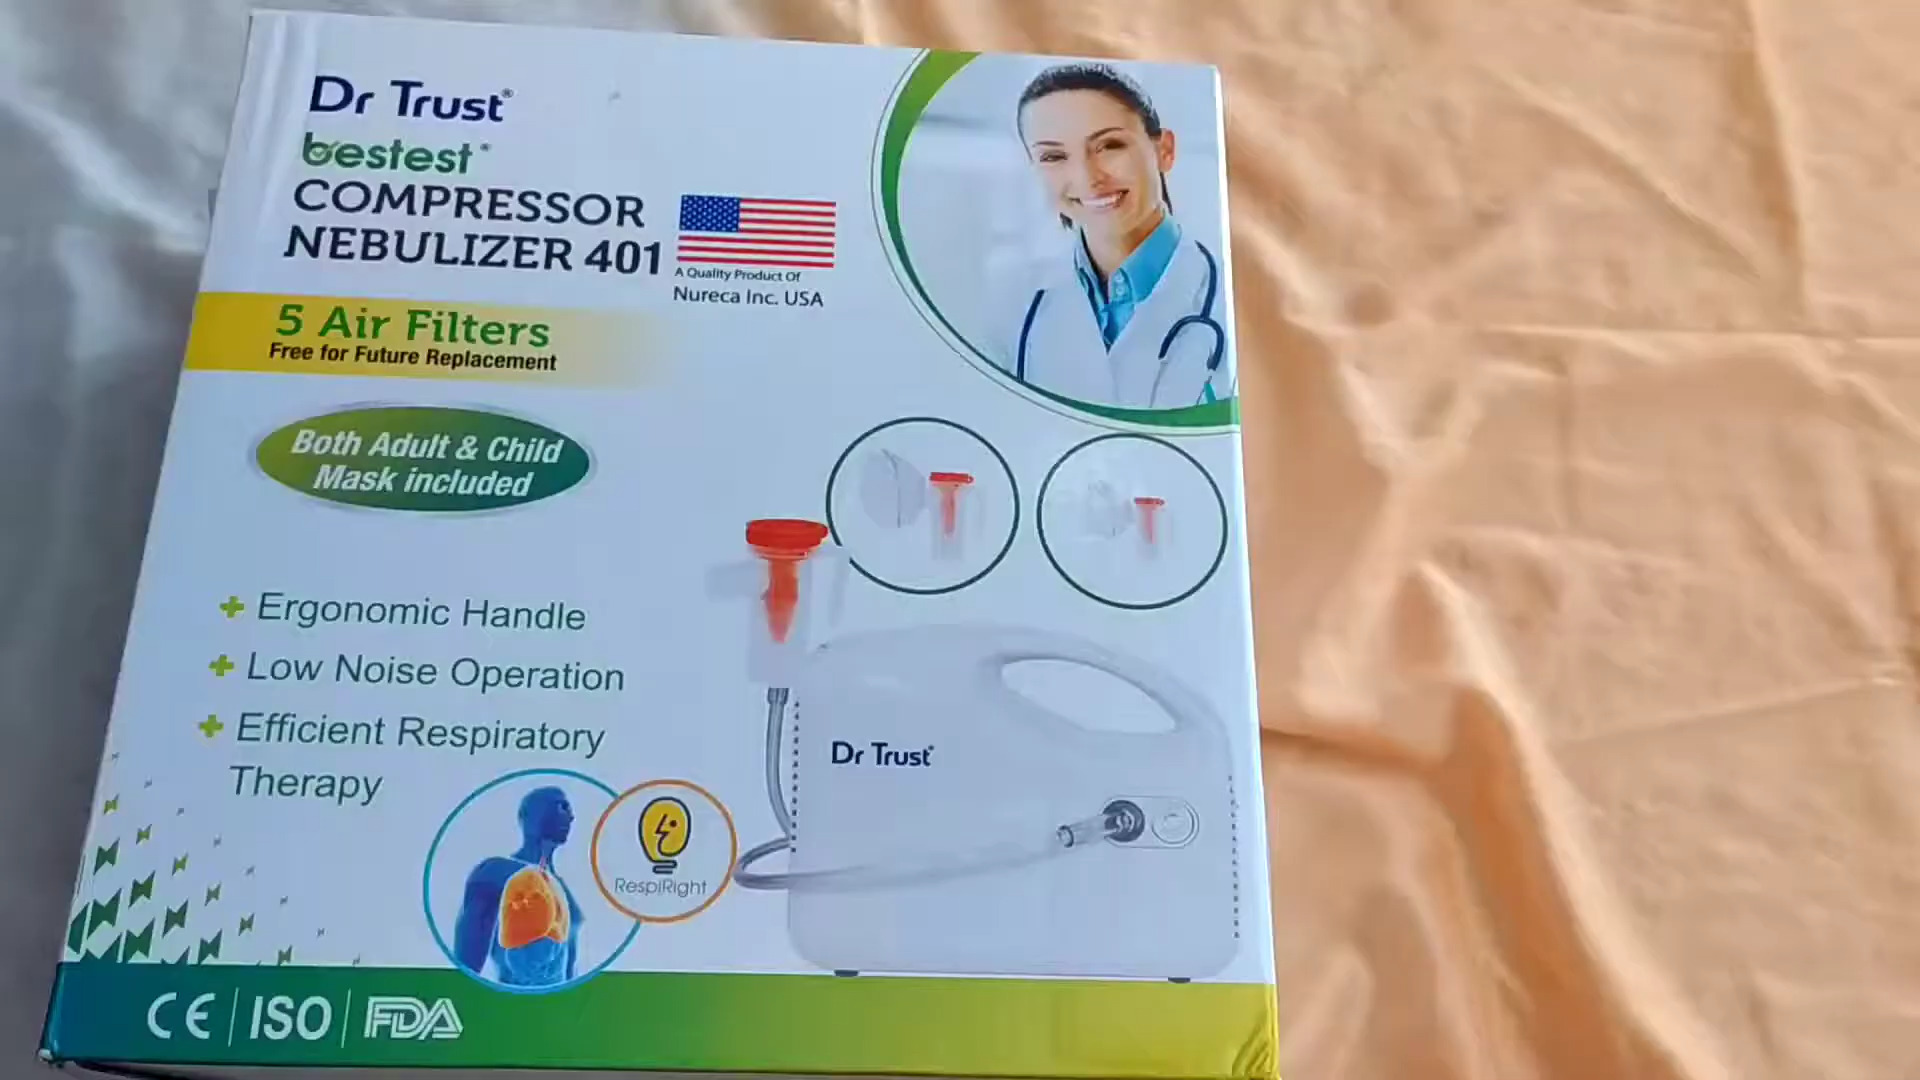 Dr Trust®
bestest®
COMPRESSOR
NEBULIZER 401
A Quality Product Of
Nureca Inc. USA
5 Air Filters
Free for Future Replacement
Both Adult & Child
Mask included
Ergonomic Handle
Low Noise Operation
Efficient Respiratory
Therapy
Dr Trust®
RespiRight
CE ISO FDA